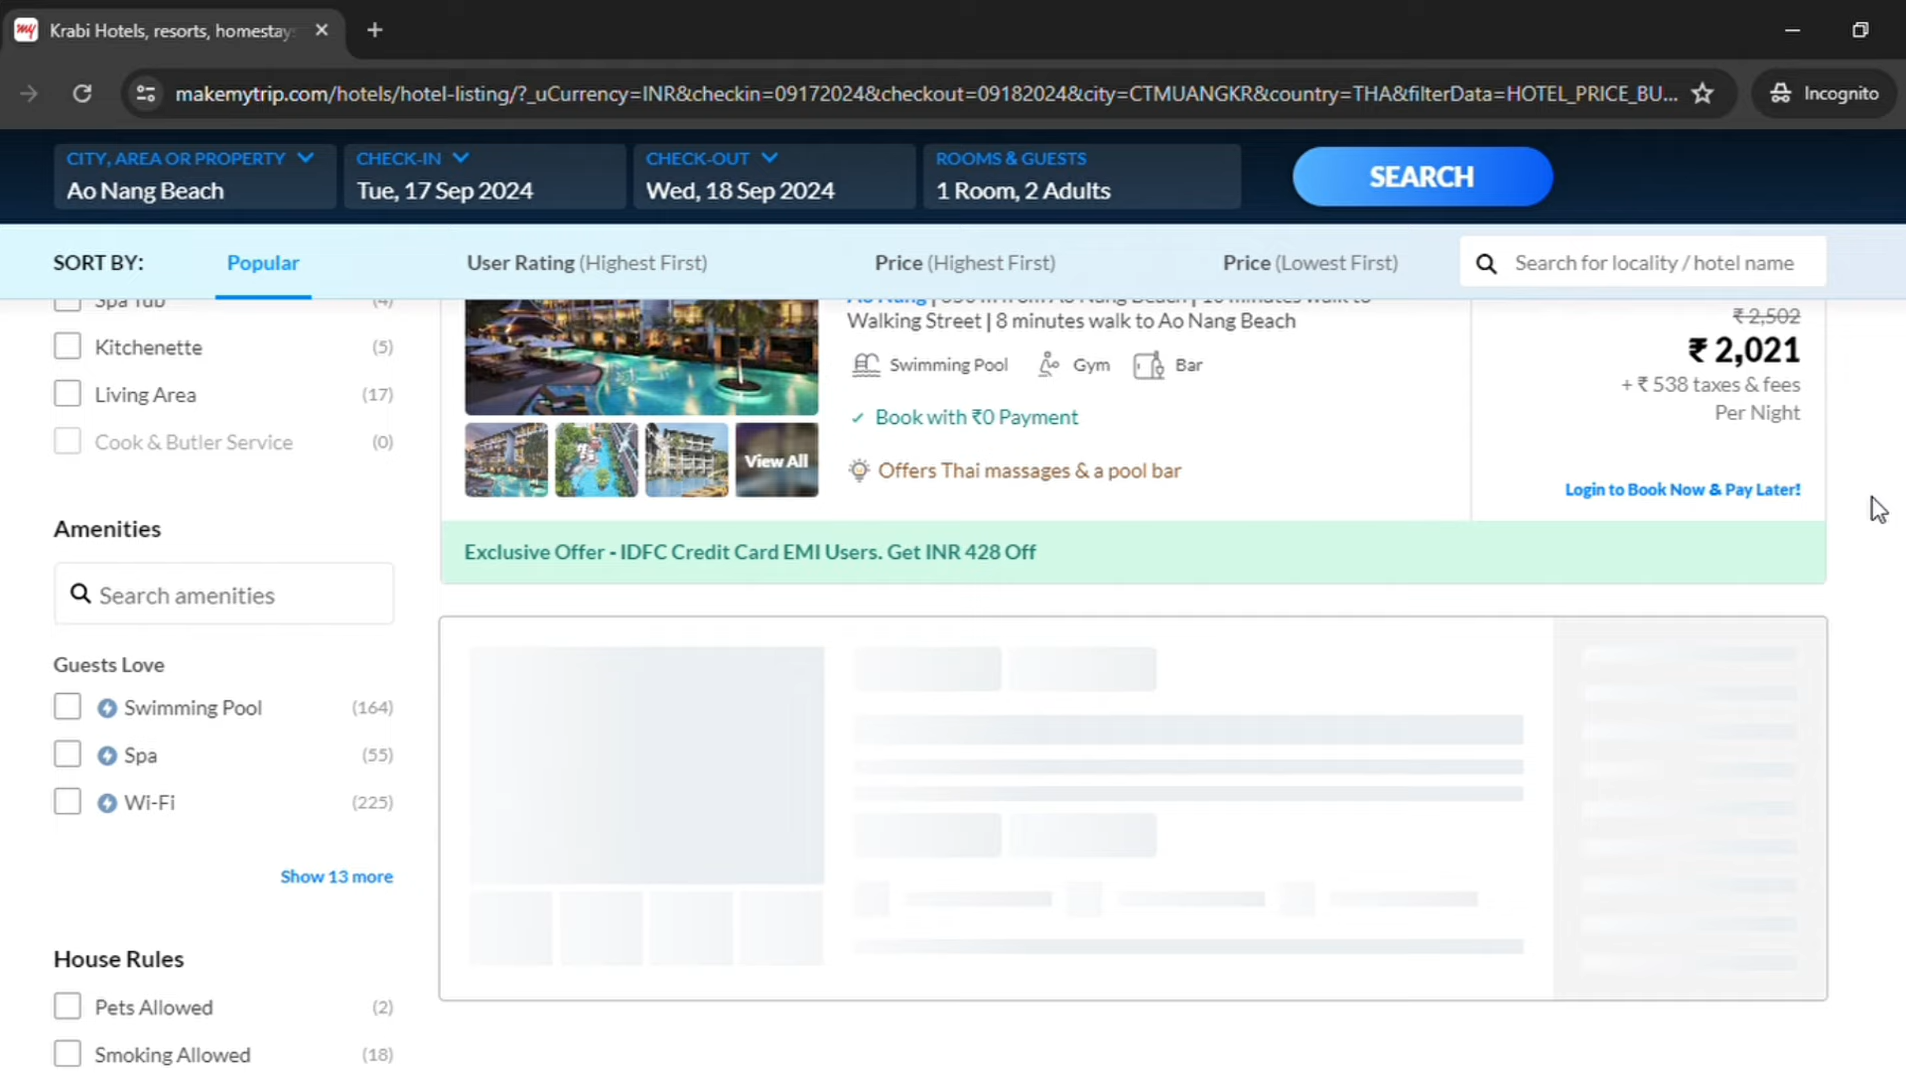 my Krabi Hotels, resorts, homestays
makemytrip.com/hotels/hotel-listing/?_uCurrency=INR&checkin=09172024&checkout=09182024&city=CTMUANGKR&country=THA&filterData=HOTEL_PRICE_BU...
Incognito
CITY, AREA OR PROPERTY
Ao Nang Beach
CHECK-IN
Tue, 17 Sep 2024
CHECK-OUT
Wed, 18 Sep 2024
ROOMS & GUESTS
1 Room, 2 Adults
SEARCH
SORT BY:
Popular
User Rating (Highest First)
Price (Highest First)
Price (Lowest First)
Search for locality / hotel name
Spa Tub (4)
Kitchenette (5)
Living Area (17)
Cook & Butler Service (0)
Amenities
Search amenities
Guests Love
Swimming Pool (164)
Spa (55)
Wi-Fi (225)
Show 13 more
House Rules
Pets Allowed (2)
Smoking Allowed (18)
View All
Walking Street | 8 minutes walk to Ao Nang Beach
Swimming Pool Gym Bar
Book with ₹0 Payment
Offers Thai massages & a pool bar
₹ 2,502
₹ 2,021
+ ₹ 538 taxes & fees
Per Night
Login to Book Now & Pay Later!
Exclusive Offer - IDFC Credit Card EMI Users. Get INR 428 Off